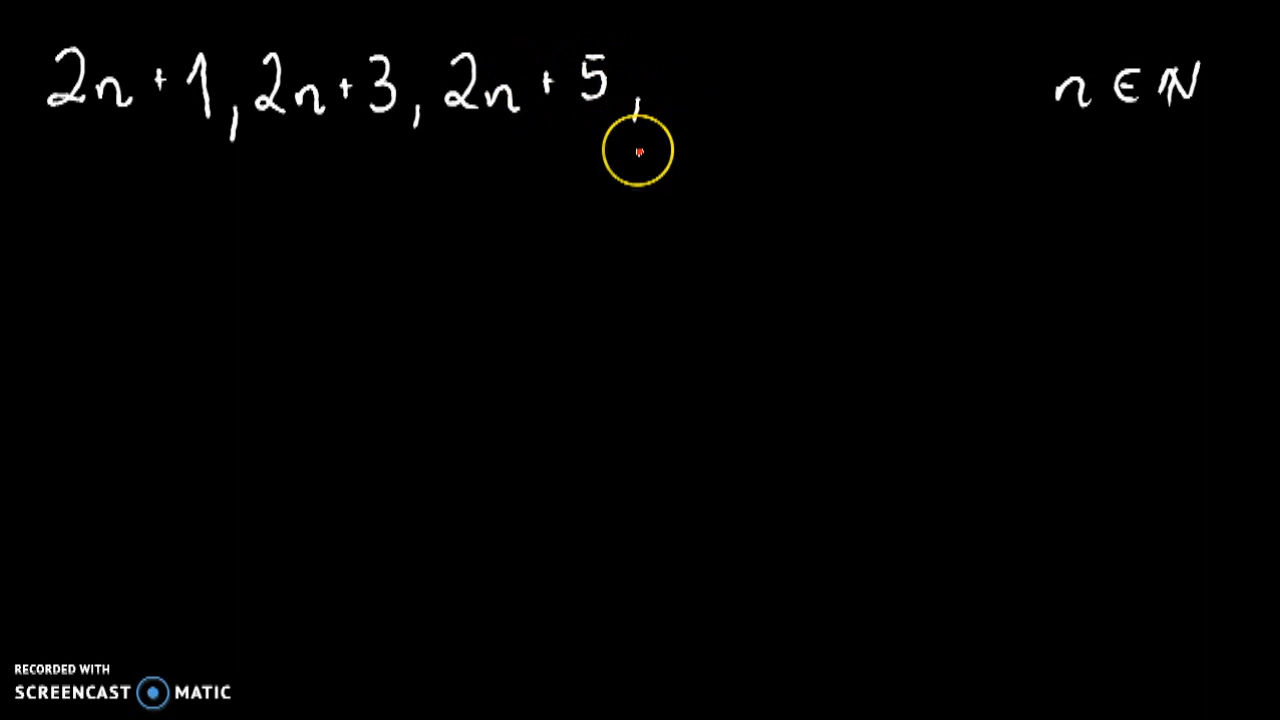 2n + 1, 2n + 3, 2n + 5, n ∈ ℕ
RECORDED WITH
SCREENCAST MATIC